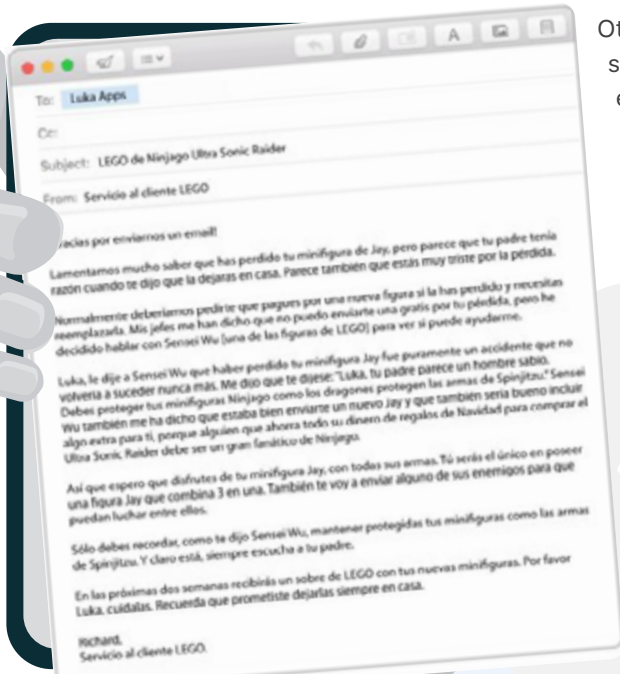 To: Luka Apps
Cc:
Subject: LEGO de Ninjago Ultra Sonic Raider
From: Servicio al cliente LEGO
racias por enviarnos un email!
Lamentamos mucho saber que has perdido tu minifigura de Jay, pero parece que tu padre tenía
razón cuando te dijo que la dejaras en casa. Parece también que estás muy triste por la pérdida.
Normalmente deberíamos pedirte que pagues por una nueva figura si la has perdido y necesitas
reemplazarla. Mis jefes me han dicho que no puedo enviarte una gratis por tu pérdida, pero he
decidido hablar con Sensei Wu [una de las figuras de LEGO] para ver si puede ayudarme.
Luka, le dije a Sensei Wu que haber perdido tu minifigura Jay fue puramente un accidente que no
volvería a suceder nunca más. Me dijo que te dijese: "Luka, tu padre parece un hombre sabio.
Debes proteger tus minifiguras Ninjago como los dragones protegen las armas de Spinjitzu." Sensei
Wu también me ha dicho que estaba bien enviarte un nuevo Jay y que también sería bueno incluir
algo extra para ti, porque alguien que ahorra todo su dinero de regalos de Navidad para comprar el
Ultra Sonic Raider debe ser un gran fanático de Ninjago.
Así que espero que disfrutes de tu minifigura Jay, con todas sus armas. Tú serás el único en poseer
una figura Jay que combina 3 en una. También te voy a enviar alguno de sus enemigos para que
puedan luchar entre ellos.
Sólo debes recordar, como te dijo Sensei Wu, mantener protegidas tus minifiguras como las armas
de Spinjitzu. Y claro está, siempre escucha a tu padre.
En las próximas dos semanas recibirás un sobre de LEGO con tus nuevas minifiguras. Por favor
Luka, cuídalas. Recuerda que prometiste dejarlas siempre en casa.
Richard,
Servicio al cliente LEGO.